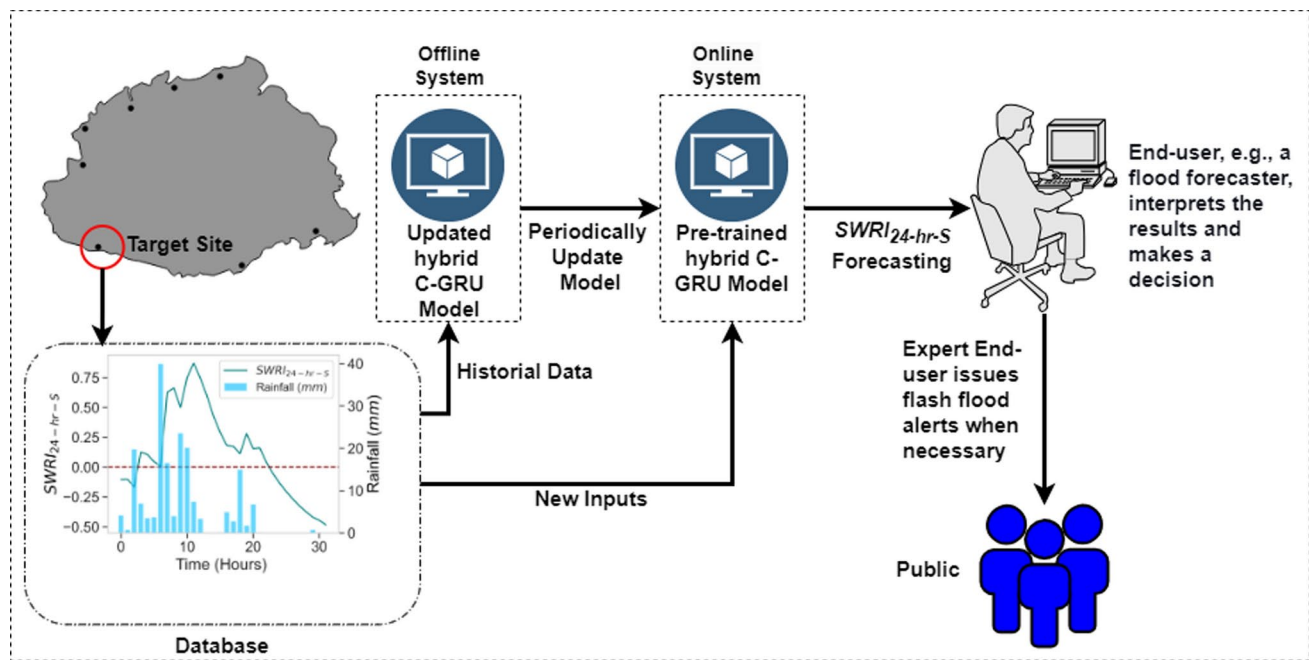 Offline
System
Online
System
Target Site
Updated
hybrid
C-GRU
Model
Periodically
Update
Model
Pre-trained
hybrid C-
GRU Model
SWRI24-hr-S
Forecasting
End-user, e.g., a
flood forecaster,
interprets the
results and
makes a
decision
SWRI24-hr-S
Rainfall (mm)
0.75
0.50
0.25
0.00
−0.25
−0.50
SWRI24-hr-S
40
30
20
10
0
Rainfall (mm)
0 10 20 30
Time (Hours)
Database
Historial Data
New Inputs
Expert End-
user issues
flash flood
alerts when
necessary
Public